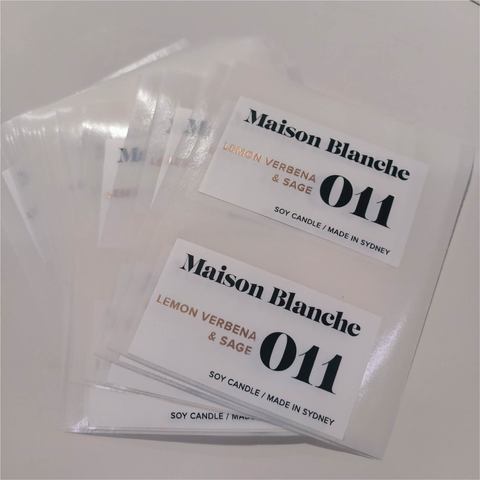 Maison Blanche
LEMON VERBENA
& SAGE
011
SOY CANDLE / MADE IN SYDNEY
Maison Blanche
LEMON VERBENA
& SAGE
011
SOY CANDLE / MADE IN SYDNEY
SOY CANDLE /